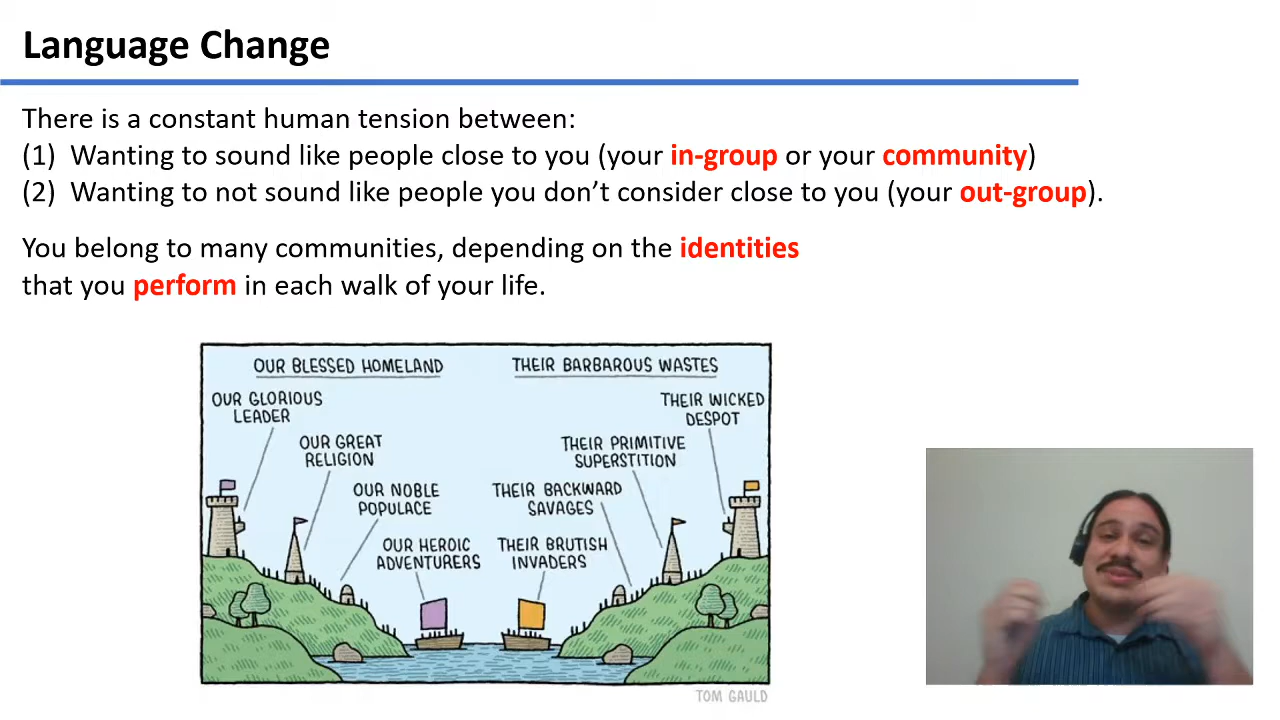 Language Change
There is a constant human tension between:
(1) Wanting to sound like people close to you (your in-group or your community)
(2) Wanting to not sound like people you don’t consider close to you (your out-group).
You belong to many communities, depending on the identities
that you perform in each walk of your life.
OUR BLESSED HOMELAND
OUR GLORIOUS
LEADER
OUR GREAT
RELIGION
OUR NOBLE
POPULACE
OUR HEROIC
ADVENTURERS
THEIR BARBAROUS WASTES
THEIR WICKED
DESPOT
THEIR PRIMITIVE
SUPERSTITION
THEIR BACKWARD
SAVAGES
THEIR BRUTISH
INVADERS
TOM GAULD